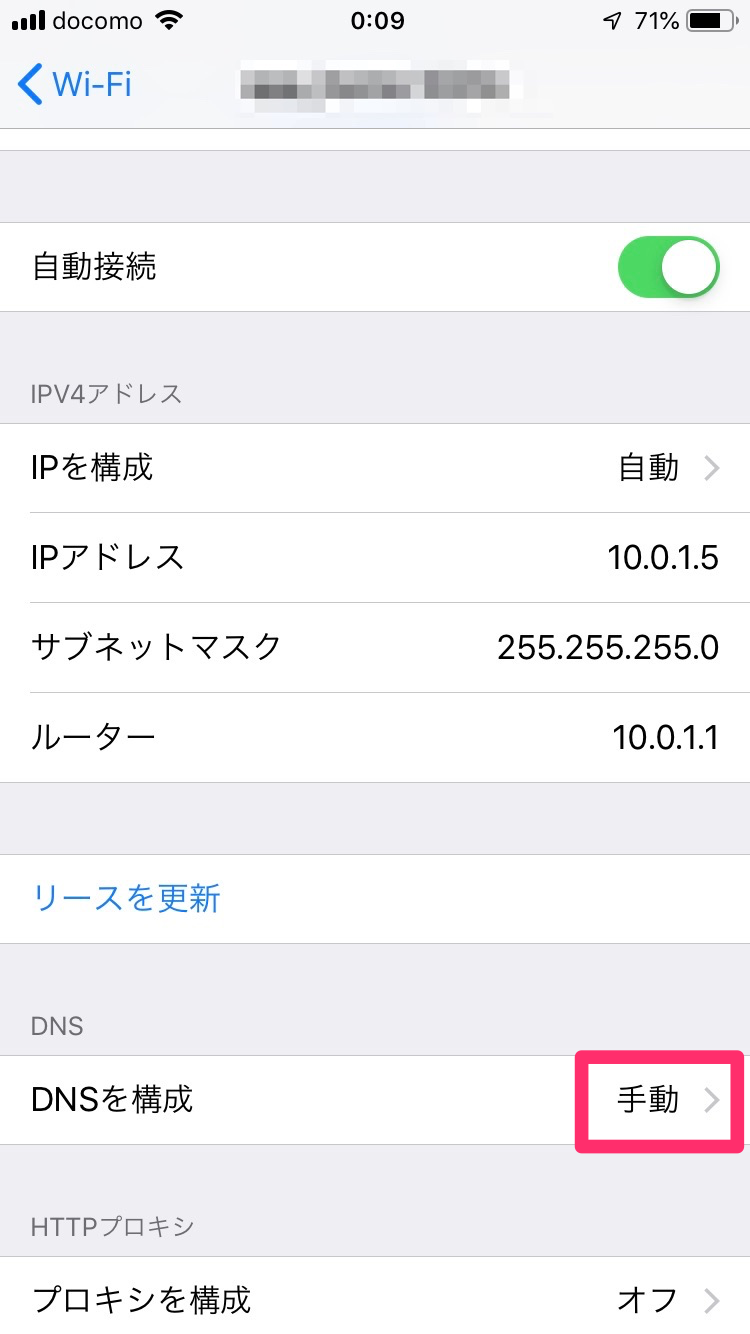 docomo 0:09 71%
Wi-Fi
自動接続
IPV4アドレス
IPを構成 自動
IPアドレス 10.0.1.5
サブネットマスク 255.255.255.0
ルーター 10.0.1.1
リースを更新
DNS
DNSを構成 手動
HTTPプロキシ
プロキシを構成 オフ